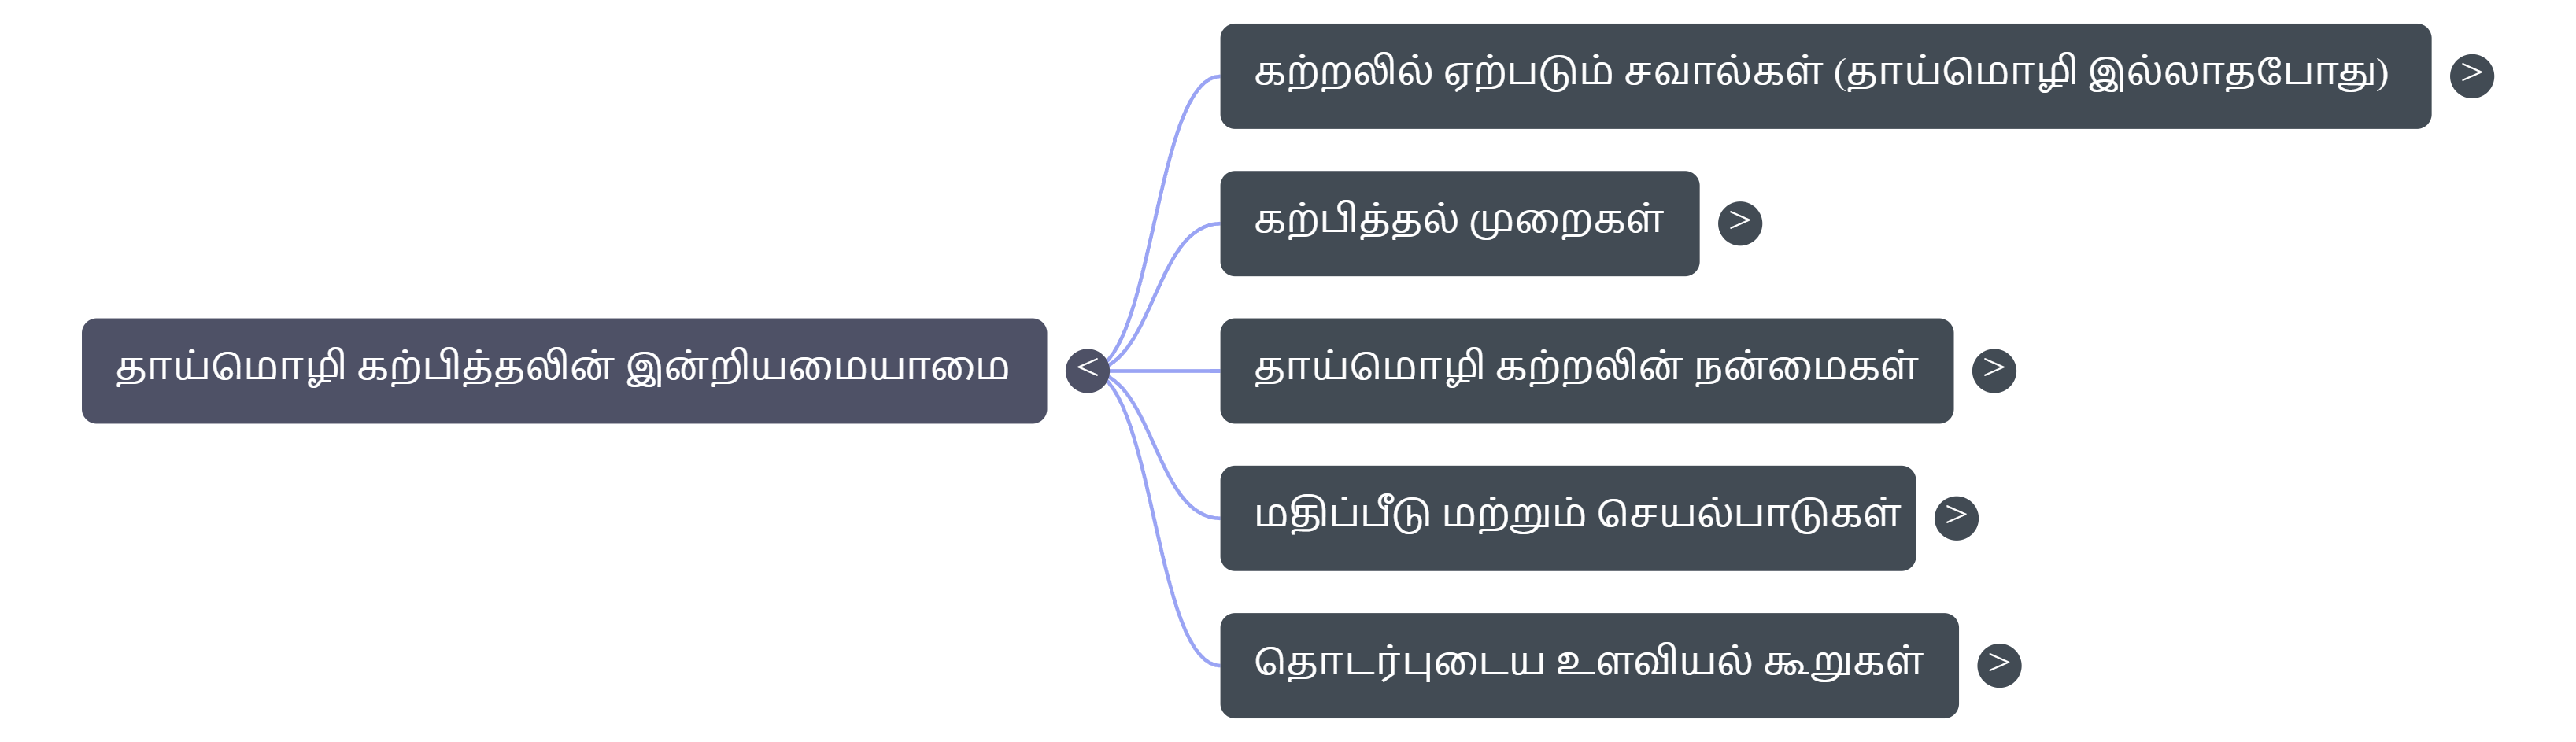 கற்றலில் ஏற்படும் சவால்கள் (தாய்மொழி இல்லாதபோது) >
கற்பித்தல் முறைகள் >
தாய்மொழி கற்பித்தலின் இன்றியமையாமை <
தாய்மொழி கற்றலின் நன்மைகள் >
மதிப்பீடு மற்றும் செயல்பாடுகள் >
தொடர்புடைய உளவியல் கூறுகள் >